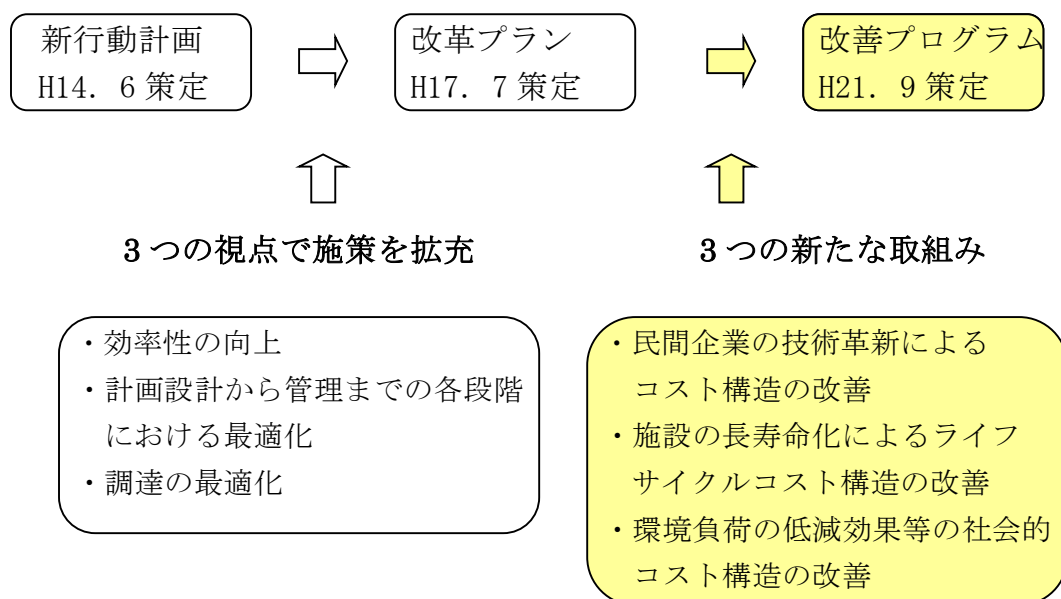 新行動計画
H14. 6策定
改革プラン
H17. 7策定
改善プログラム
H21. 9策定
3つの視点で施策を拡充
・効率性の向上
・計画設計から管理までの各段階
における最適化
・調達の最適化
3つの新たな取組み
・民間企業の技術革新による
コスト構造の改善
・施設の長寿命化によるライフ
サイクルコスト構造の改善
・環境負荷の低減効果等の社会的
コスト構造の改善